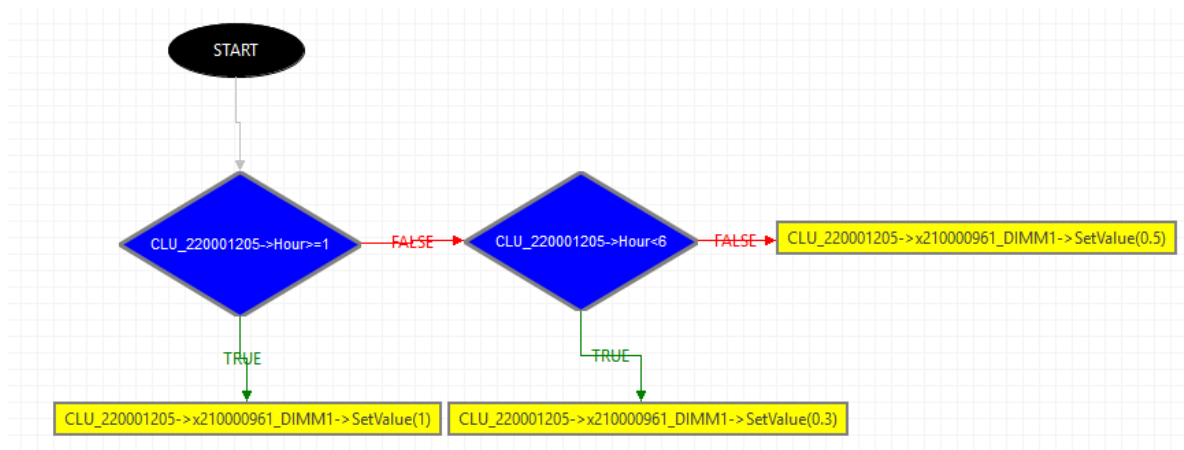 START
CLU_220001205->Hour>=1
FALSE
CLU_220001205->Hour<6
FALSE
CLU_220001205->x210000961_DIMM1->SetValue(0.5)
TRUE
TRUE
CLU_220001205->x210000961_DIMM1->SetValue(1)
CLU_220001205->x210000961_DIMM1->SetValue(0.3)